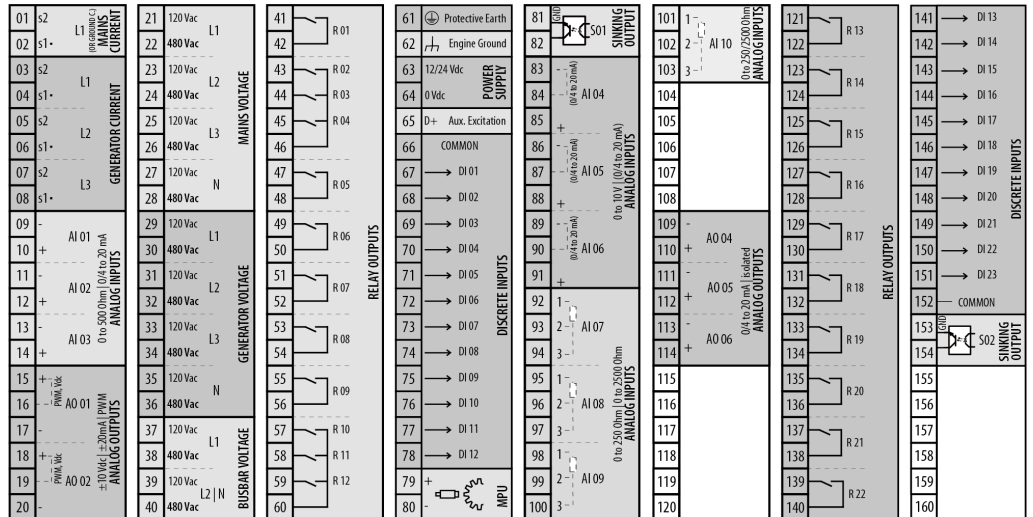 01 s2
02 s1•
L1
(OR GROUND C.) MAINS CURRENT
03 s2
04 s1•
L1
05 s2
06 s1•
L2
07 s2
08 s1•
L3
GENERATOR CURRENT
09 -
10 +
AI 01
11 -
12 +
AI 02
13 -
14 +
AI 03
0 to 500 Ohm | 0/4 to 20 mA
ANALOG INPUTS
15 +
16
17 -
PWM, Vdc
AO 01
18 +
19
20 -
PWM, Vdc
AO 02
±10 Vdc | ±20mA | PWM
ANALOG OUTPUTS
21 120 Vac
22 480 Vac
L1
23 120 Vac
24 480 Vac
L2
25 120 Vac
26 480 Vac
L3
27 120 Vac
28 480 Vac
N
MAINS VOLTAGE
29 120 Vac
30 480 Vac
L1
31 120 Vac
32 480 Vac
L2
33 120 Vac
34 480 Vac
L3
35 120 Vac
36 480 Vac
N
GENERATOR VOLTAGE
37 120 Vac
38 480 Vac
L1
39 120 Vac
40 480 Vac
L2 | N
BUSBAR VOLTAGE
41
42
R 01
43 R 02
44 R 03
45 R 04
46
47
48
R 05
49
50
R 06
51
52
R 07
53
54
R 08
55
56
R 09
57 R 10
58 R 11
59 R 12
60
RELAY OUTPUTS
61 Protective Earth
62 Engine Ground
63 12/24 Vdc
64 0 Vdc
POWER SUPPLY
65 D+ Aux. Excitation
66 COMMON
67 → DI 01
68 → DI 02
69 → DI 03
70 → DI 04
71 → DI 05
72 → DI 06
73 → DI 07
74 → DI 08
75 → DI 09
76 → DI 10
77 → DI 11
78 → DI 12
DISCRETE INPUTS
79 +
80 -
MPU
81 GND
82
S01
SINKING OUTPUT
83 -
84 -
85 +
(0/4 to 20 mA)
AI 04
86 -
87 -
88 +
(0/4 to 20 mA)
AI 05
89 -
90 -
91 +
(0/4 to 20 mA)
AI 06
0 to 10 V | (0/4 to 20 mA)
ANALOG INPUTS
92 1
93 2
94 3
AI 07
95 1
96 2
97 3
AI 08
98 1
99 2
100 3
AI 09
0 to 250 Ohm | 0 to 2500 Ohm
ANALOG INPUTS
101 1
102 2
103 3
AI 10
0 to 250/2500 Ohm
ANALOG INPUTS
104
105
106
107
108
109 -
110 +
AO 04
111 -
112 +
AO 05
113 -
114 +
AO 06
0/4 to 20 mA | isolated
ANALOG OUTPUTS
115
116
117
118
119
120
121
122
R 13
123
124
R 14
125
126
R 15
127
128
R 16
129
130
R 17
131
132
R 18
133
134
R 19
135
136
R 20
137
138
R 21
139
140
R 22
RELAY OUTPUTS
141 → DI 13
142 → DI 14
143 → DI 15
144 → DI 16
145 → DI 17
146 → DI 18
147 → DI 19
148 → DI 20
149 → DI 21
150 → DI 22
151 → DI 23
152 COMMON
DISCRETE INPUTS
153 GND
154
S02
SINKING OUTPUT
155
156
157
158
159
160